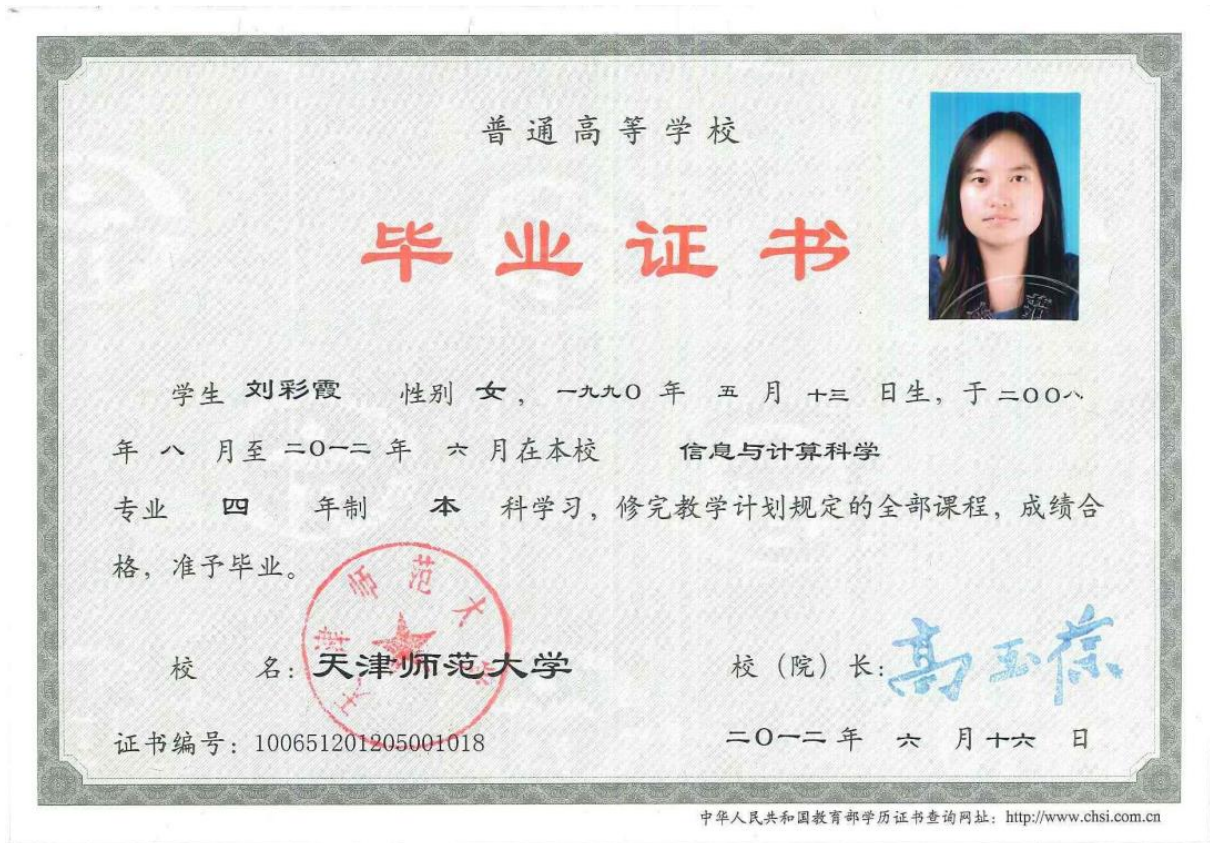 普通高等学校
毕业证书
学生 刘彩霞 性别 女，一九九〇年 五 月 十三 日生，于二〇〇八
年 八 月至二〇一二年 六 月在本校 信息与计算科学
专业 四 年制 本 科学习，修完教学计划规定的全部课程，成绩合
格，准予毕业。
天津师范大学
校 名：天津师范大学 校（院）长：高玉葆
证书编号：100651201205001018 二〇一二年 六 月十六 日
中华人民共和国教育部学历证书查询网址：http://www.chsi.com.cn